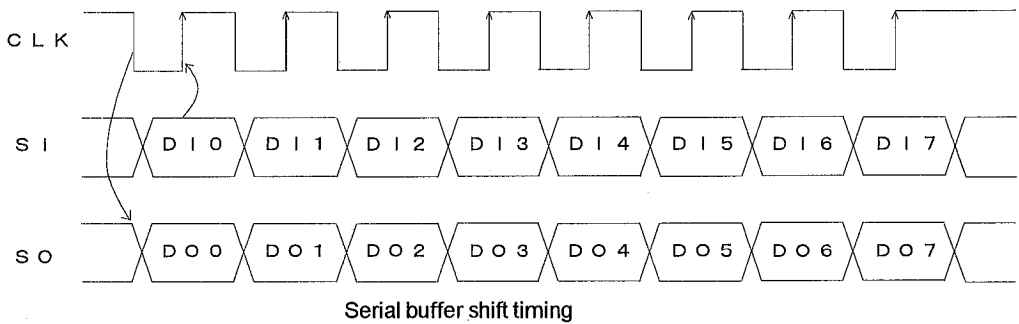 CLK
SI DI0 DI1 DI2 DI3 DI4 DI5 DI6 DI7
SO DO0 DO1 DO2 DO3 DO4 DO5 DO6 DO7
Serial buffer shift timing